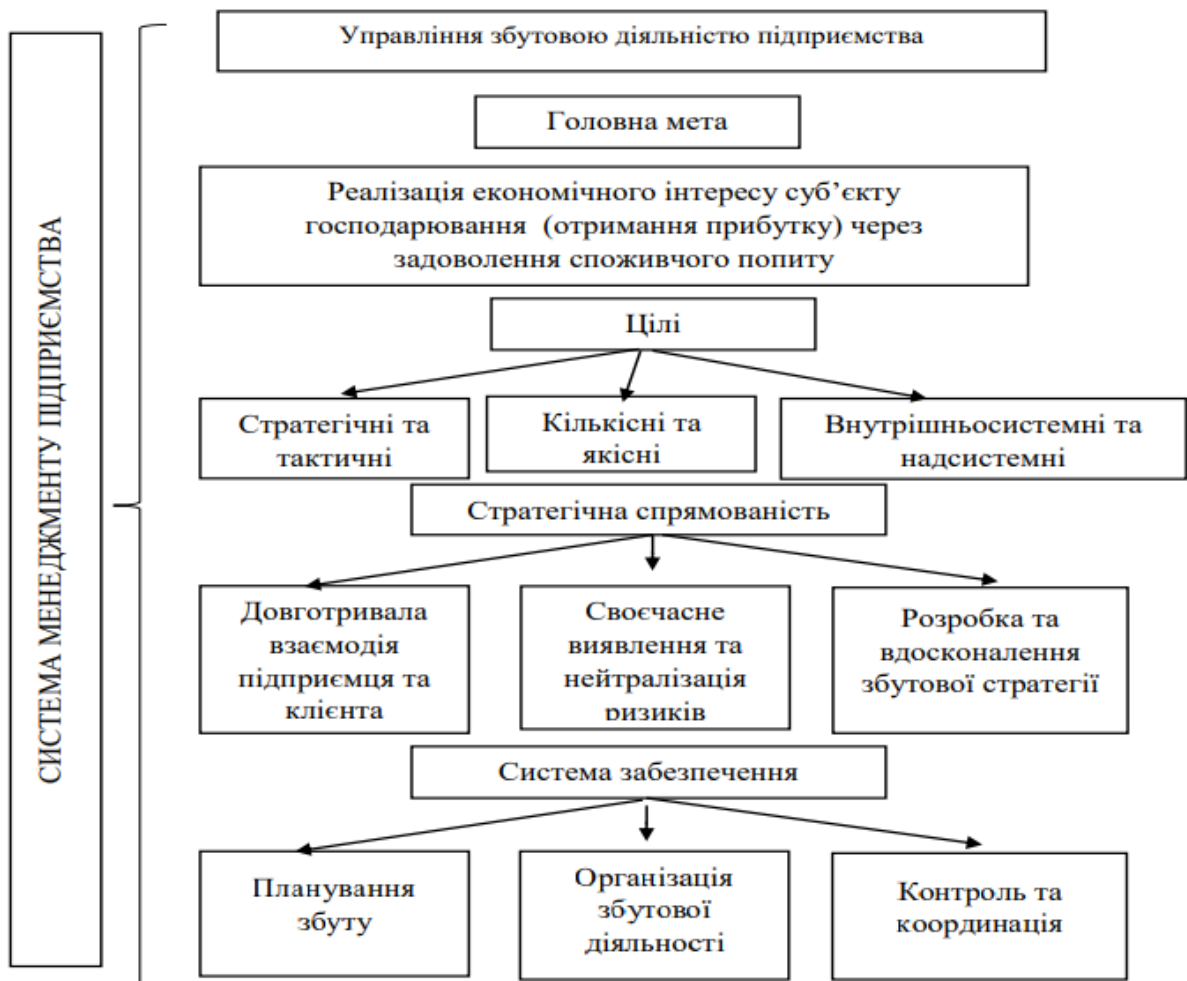 СИСТЕМА МЕНЕДЖМЕНТУ ПІДПРИЄМСТВА
Управління збутовою діяльністю підприємства
Головна мета
Реалізація економічного інтересу суб’єкту
господарювання (отримання прибутку) через
задоволення споживчого попиту
Цілі
Стратегічні та
тактичні
Кількісні та
якісні
Внутрішньосистемні та
надсистемні
Стратегічна спрямованість
Довготривала
взаємодія
підприємця та
клієнта
Своєчасне
виявлення та
нейтралізація
ризиків
Розробка та
вдосконалення
збутової стратегії
Система забезпечення
Планування
збуту
Організація
збутової
діяльності
Контроль та
координація